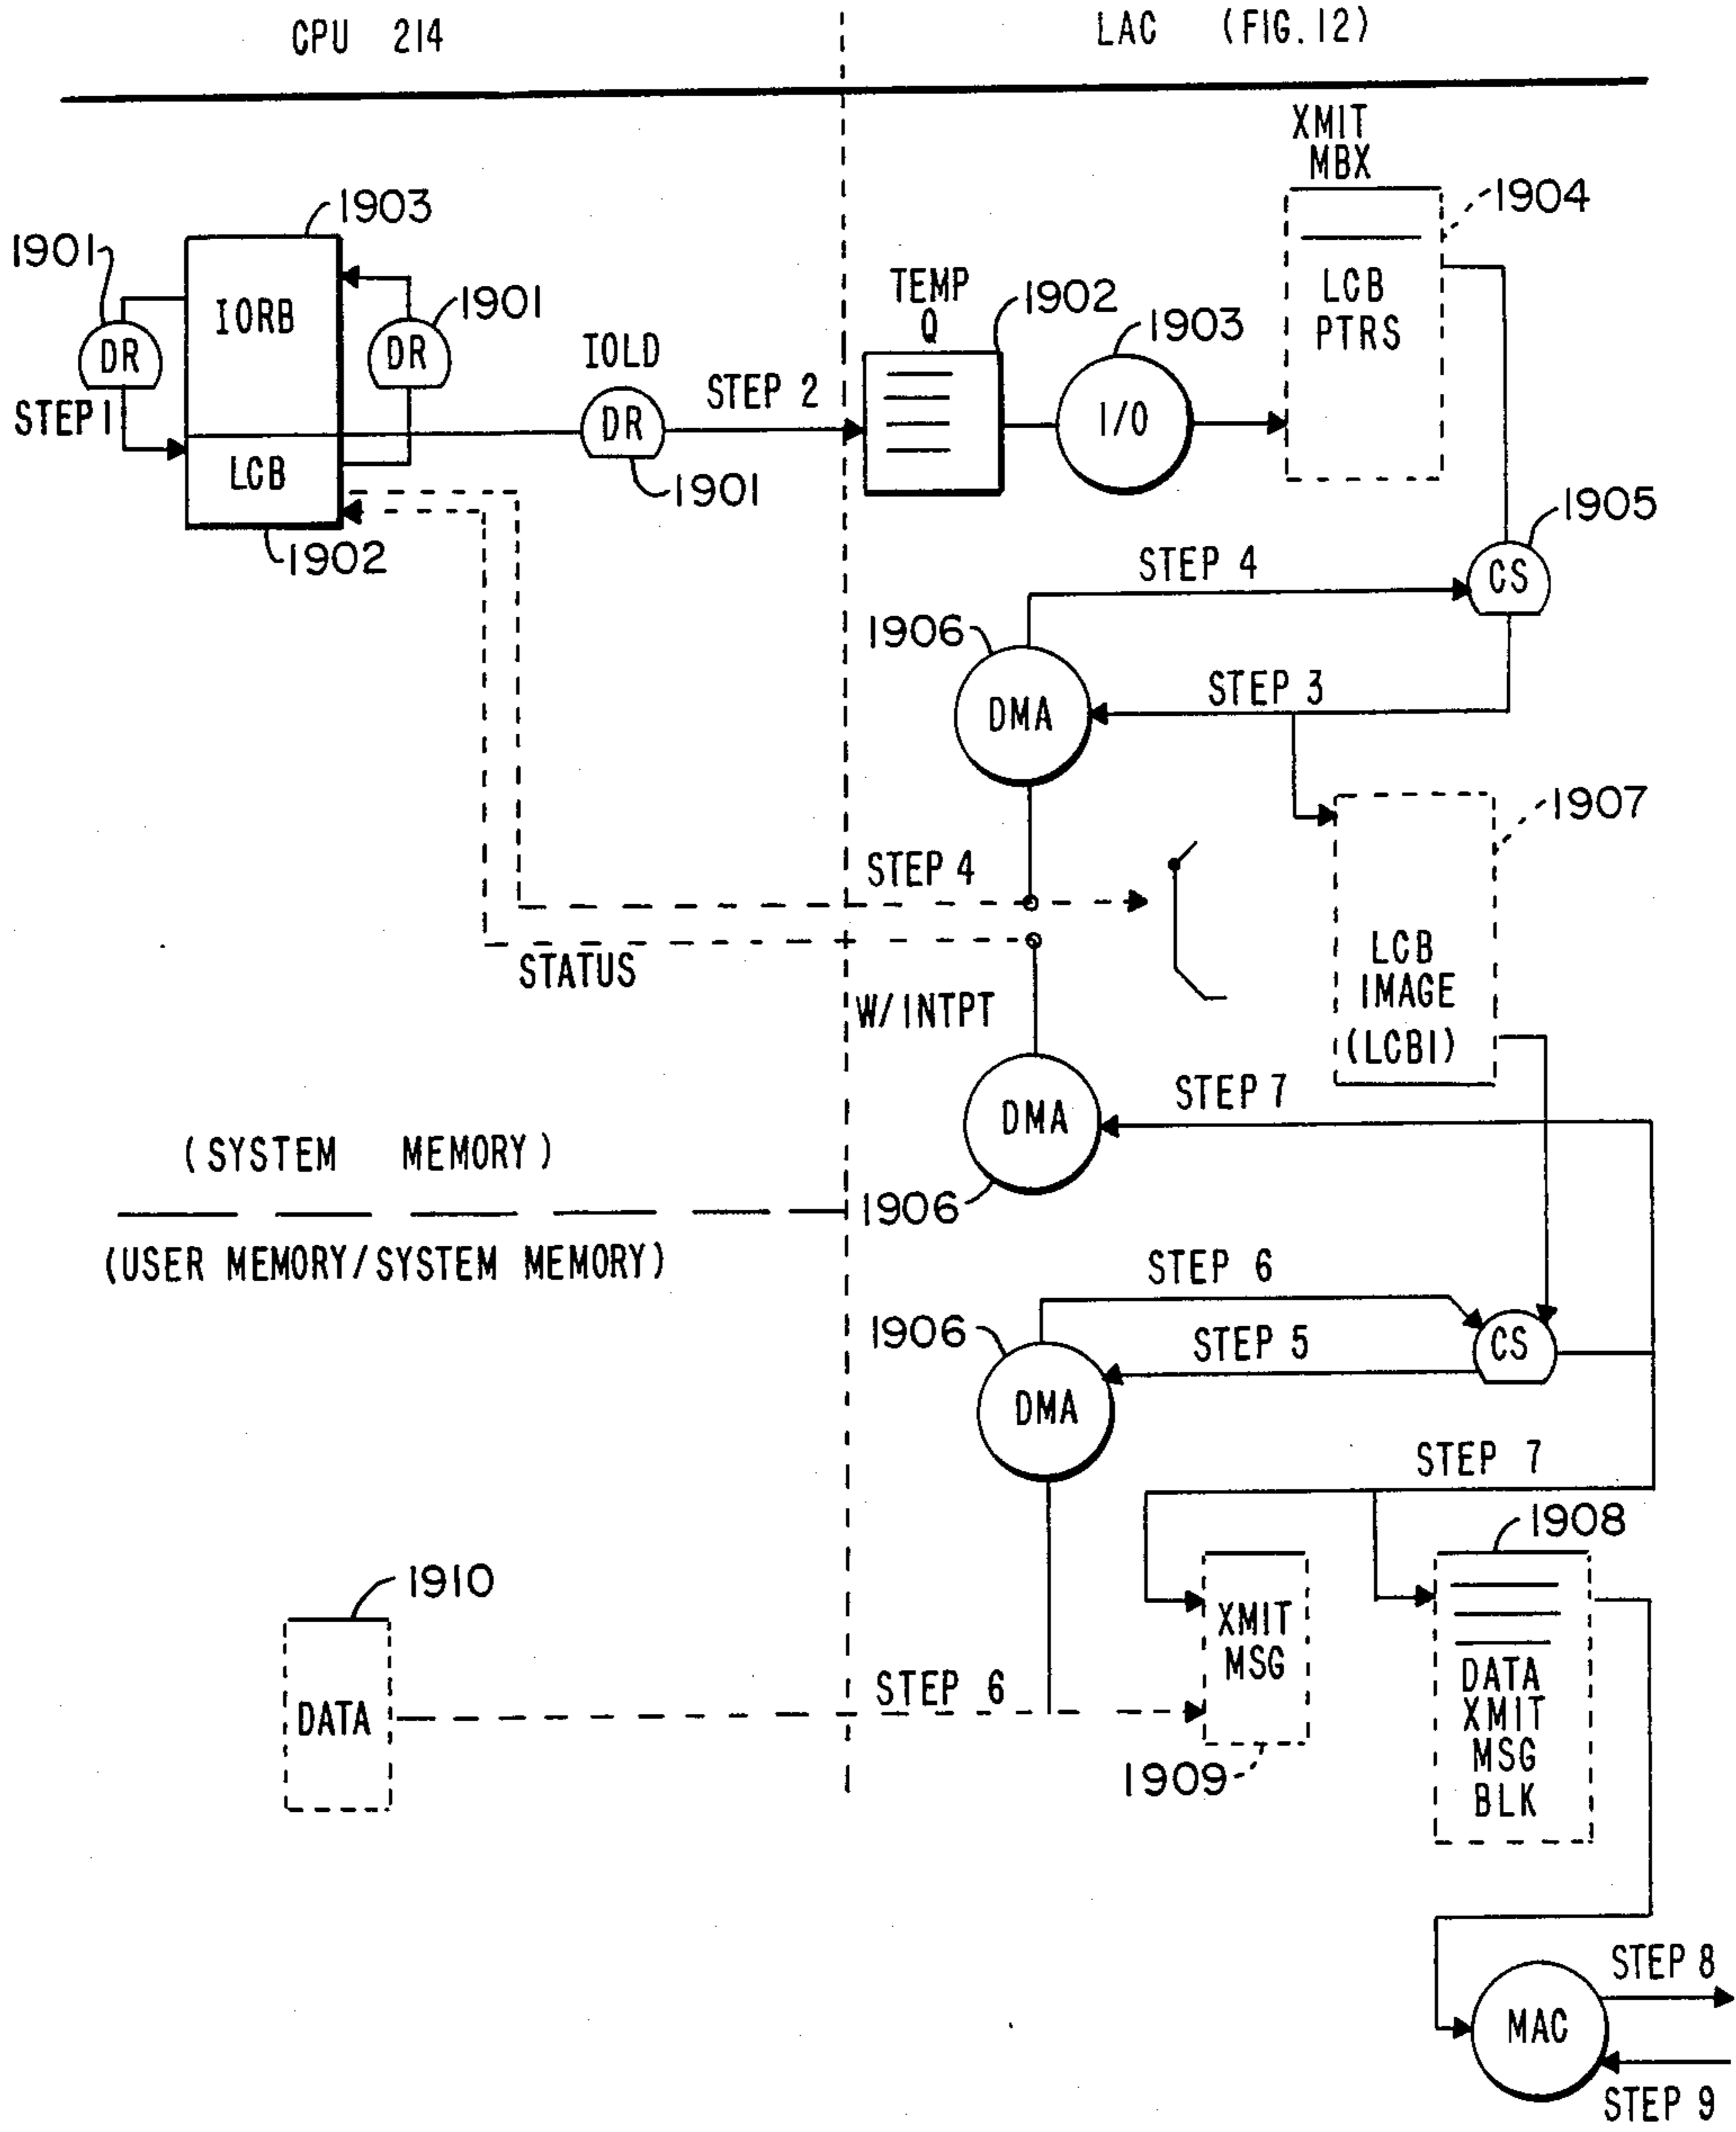 CPU 214
LAC (FIG. 12)
XMIT
MBX
1904
LCB
PTRS
1903
1901
IORB
1901
DR
DR
STEP 1
LCB
1902
IOLD
DR
1901
STEP 2
TEMP
Q
1902
1903
I/O
1905
CS
STEP 4
1906
DMA
STEP 3
1907
STEP 4
STATUS
LCB
IMAGE
(LCBI)
W/INTPT
DMA
1906
STEP 7
(SYSTEM MEMORY)
(USER MEMORY/SYSTEM MEMORY)
STEP 6
1906
STEP 5
CS
DMA
STEP 7
1908
1910
DATA
XMIT
MSG
STEP 6
1909
DATA
XMIT
MSG
BLK
STEP 8
MAC
STEP 9